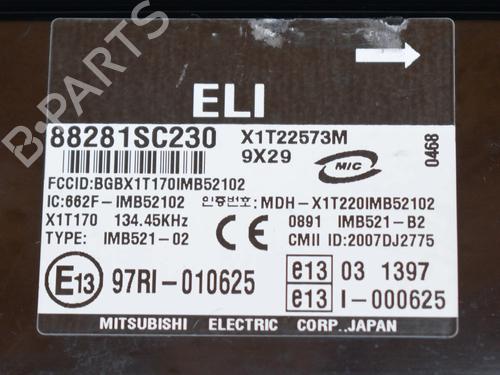 ELI
88281SC230 X1T22573M
9X29 MIC 0468
FCCID:BGBX1T170IMB52102
IC:662F-IMB52102 인증번호:MDH-X1T220IMB52102
X1T170 134.45KHz CE 0891 IMB521-B2
TYPE: IMB521-02 CMII ID:2007DJ2775
E13 97RI-010625 e13 03 1397
e13 I-000625
MITSUBISHI ELECTRIC CORP.JAPAN
B-PARTS